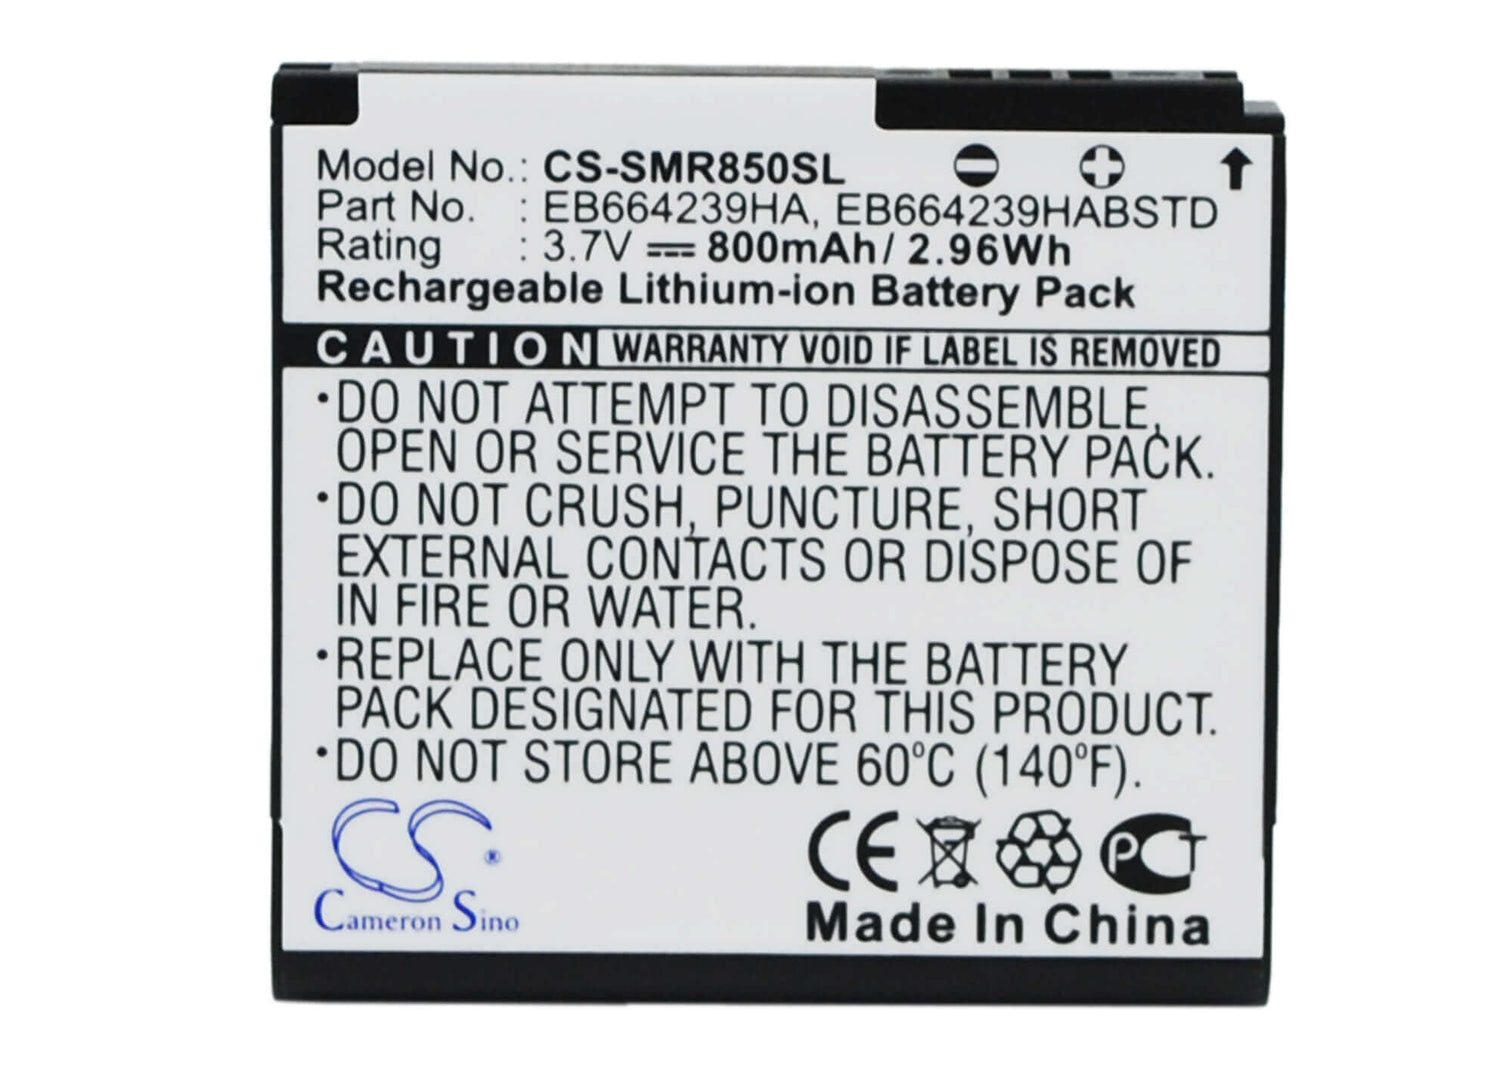 Model No.: CS-SMR850SL
Part No. : EB664239HA, EB664239HABSTD
Rating : 3.7V 800mAh/ 2.96Wh
Rechargeable Lithium-ion Battery Pack
CAUTION WARRANTY VOID IF LABEL IS REMOVED
•DO NOT ATTEMPT TO DISASSEMBLE,
OPEN OR SERVICE THE BATTERY PACK.
•DO NOT CRUSH, PUNCTURE, SHORT
EXTERNAL CONTACTS OR DISPOSE OF
IN FIRE OR WATER.
•REPLACE ONLY WITH THE BATTERY
PACK DESIGNATED FOR THIS PRODUCT.
•DO NOT STORE ABOVE 60°C (140°F).
CS ®
Cameron Sino
CE PCT
Made In China